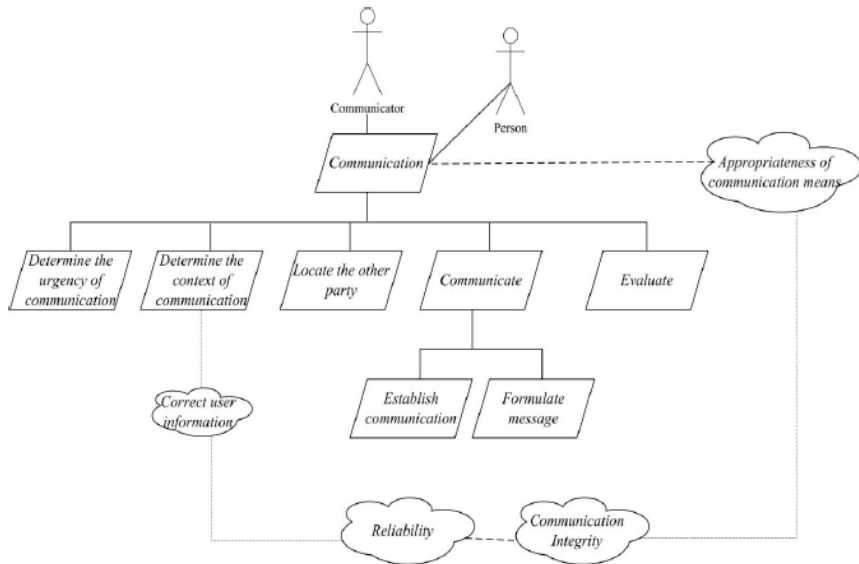 Communicator
Person
Communication
Appropriateness of
communication means
Determine the
urgency of
communication
Determine the
context of
communication
Locate the other
party
Communicate
Evaluate
Correct user
information
Establish
communication
Formulate
message
Reliability
Communication
Integrity